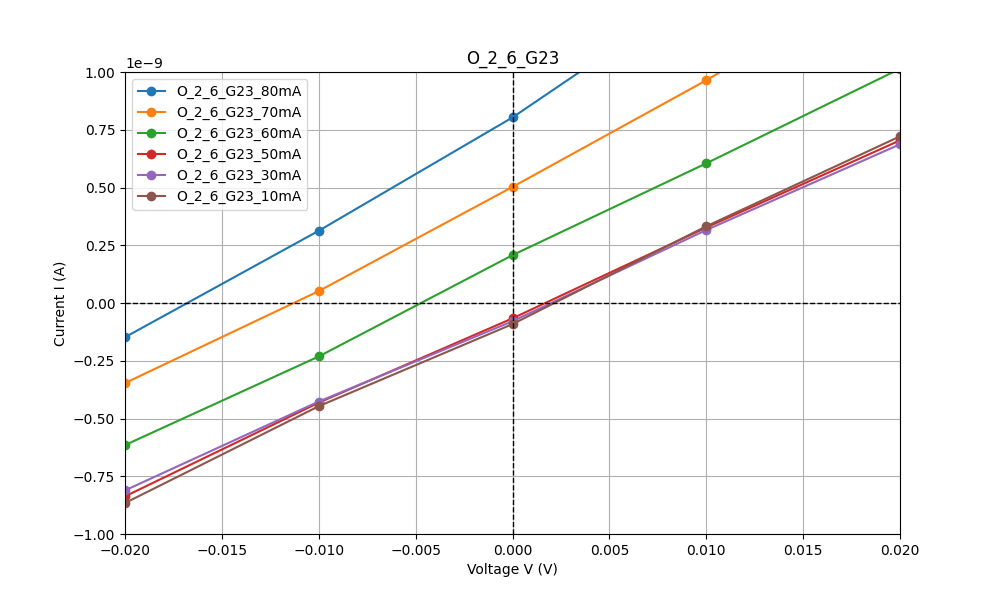 O_2_6_G23
1e−9
1.00
0.75
0.50
0.25
0.00
−0.25
−0.50
−0.75
−1.00
Current I (A)
O_2_6_G23_80mA
O_2_6_G23_70mA
O_2_6_G23_60mA
O_2_6_G23_50mA
O_2_6_G23_30mA
O_2_6_G23_10mA
−0.020 −0.015 −0.010 −0.005 0.000 0.005 0.010 0.015 0.020
Voltage V (V)